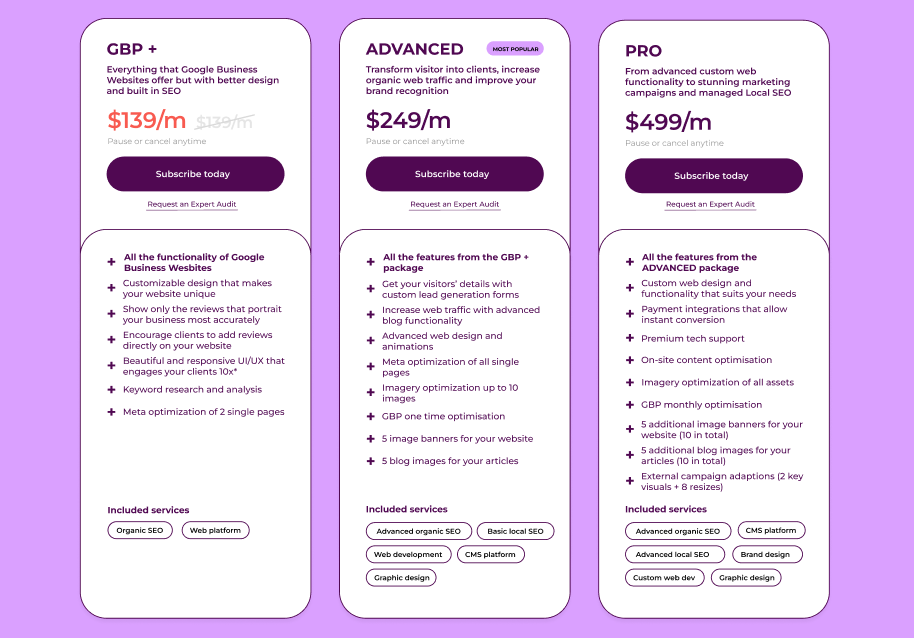 GBP +
Everything that Google Business
Websites offer but with better design
and built in SEO
$139/m $139/m
Pause or cancel anytime
Subscribe today
Request an Expert Audit
All the functionality of Google
Business Wesbites
Customizable design that makes
your website unique
Show only the reviews that portrait
your business most accurately
Encourage clients to add reviews
directly on your website
Beautiful and responsive UI/UX that
engages your clients 10x*
Keyword research and analysis
Meta optimization of 2 single pages
Included services
Organic SEO
Web platform
ADVANCED
MOST POPULAR
Transform visitor into clients, increase
organic web traffic and improve your
brand recognition
$249/m
Pause or cancel anytime
Subscribe today
Request an Expert Audit
All the features from the GBP +
package
Get your visitors' details with
custom lead generation forms
Increase web traffic with advanced
blog functionality
Advanced web design and
animations
Meta optimization of all single
pages
Imagery optimization up to 10
images
GBP one time optimisation
5 image banners for your website
5 blog images for your articles
Included services
Advanced organic SEO
Basic local SEO
Web development
CMS platform
Graphic design
PRO
From advanced custom web
functionality to stunning marketing
campaigns and managed Local SEO
$499/m
Pause or cancel anytime
Subscribe today
Request an Expert Audit
All the features from the
ADVANCED package
Custom web design and
functionality that suits your needs
Payment integrations that allow
instant conversion
Premium tech support
On-site content optimisation
Imagery optimization of all assets
GBP monthly optimisation
5 additional image banners for your
website (10 in total)
5 additional blog images for your
articles (10 in total)
External campaign adaptions (2 key
visuals + 8 resizes)
Included services
Advanced organic SEO
CMS platform
Advanced local SEO
Brand design
Custom web dev
Graphic design